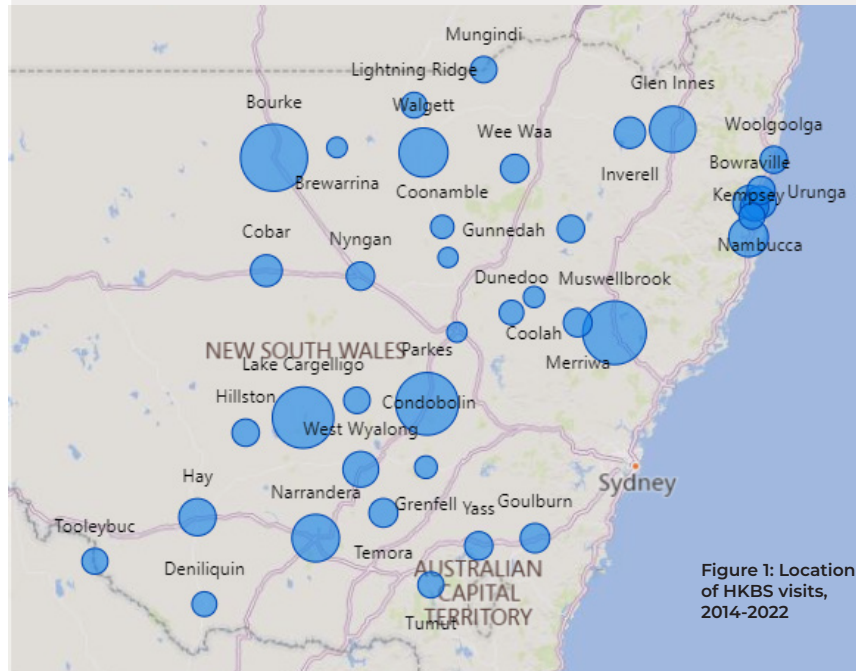 Mungindi
Lightning Ridge
Glen Innes
Bourke
Walgett
Woolgoolga
Wee Waa
Bowraville
Inverell
Brewarrina
Coonamble
Kempsey
Urunga
Cobar
Nyngan
Gunnedah
Nambucca
Dunedoo
Muswellbrook
Coolah
NEW SOUTH WALES
Parkes
Merriwa
Lake Cargelligo
Hillston
Condobolin
West Wyalong
Hay
Narrandera
Grenfell
Yass
Goulburn
Sydney
Tooleybuc
Temora
Deniliquin
AUSTRALIAN
CAPITAL
TERRITORY
Tumut
Figure 1: Location
of HKBS visits,
2014-2022